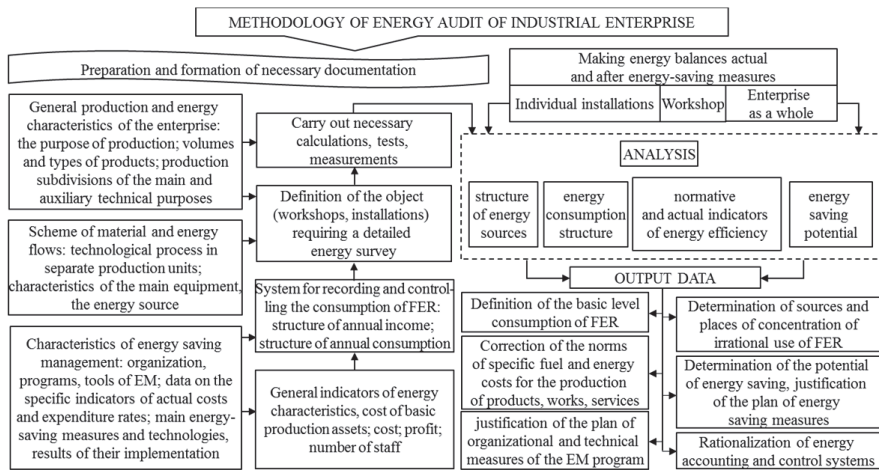 METHODOLOGY OF ENERGY AUDIT OF INDUSTRIAL ENTERPRISE
Preparation and formation of necessary documentation
Making energy balances actual
and after energy-saving measures
Individual installations
Workshop
Enterprise
as a whole
General production and energy
characteristics of the enterprise:
the purpose of production; volumes
and types of products; production
subdivisions of the main and
auxiliary technical purposes
Scheme of material and energy
flows: technological process in
separate production units;
characteristics of the main equipment,
the energy source
Characteristics of energy saving
management: organization,
programs, tools of EM; data on the
specific indicators of actual costs
and expenditure rates; main energy-
saving measures and technologies,
results of their implementation
Carry out necessary
calculations, tests,
measurements
Definition of the object
(workshops, installations)
requiring a detailed
energy survey
System for recording and control-
ling the consumption of FER:
structure of annual income;
structure of annual consumption
General indicators of energy
characteristics, cost of basic
production assets; cost; profit;
number of staff
ANALYSIS
structure
of energy
sources
energy
consumption
structure
normative
and actual indicators
of energy efficiency
energy
saving
potential
OUTPUT DATA
Definition of the basic level
consumption of FER
Correction of the norms
of specific fuel and energy
costs for the production
of products, works, services
justification of the plan of
organizational and technical
measures of the EM program
Determination of sources and
places of concentration of
irrational use of FER
Determination of the potential
of energy saving, justification
of the plan of energy
saving measures
Rationalization of energy
accounting and control systems